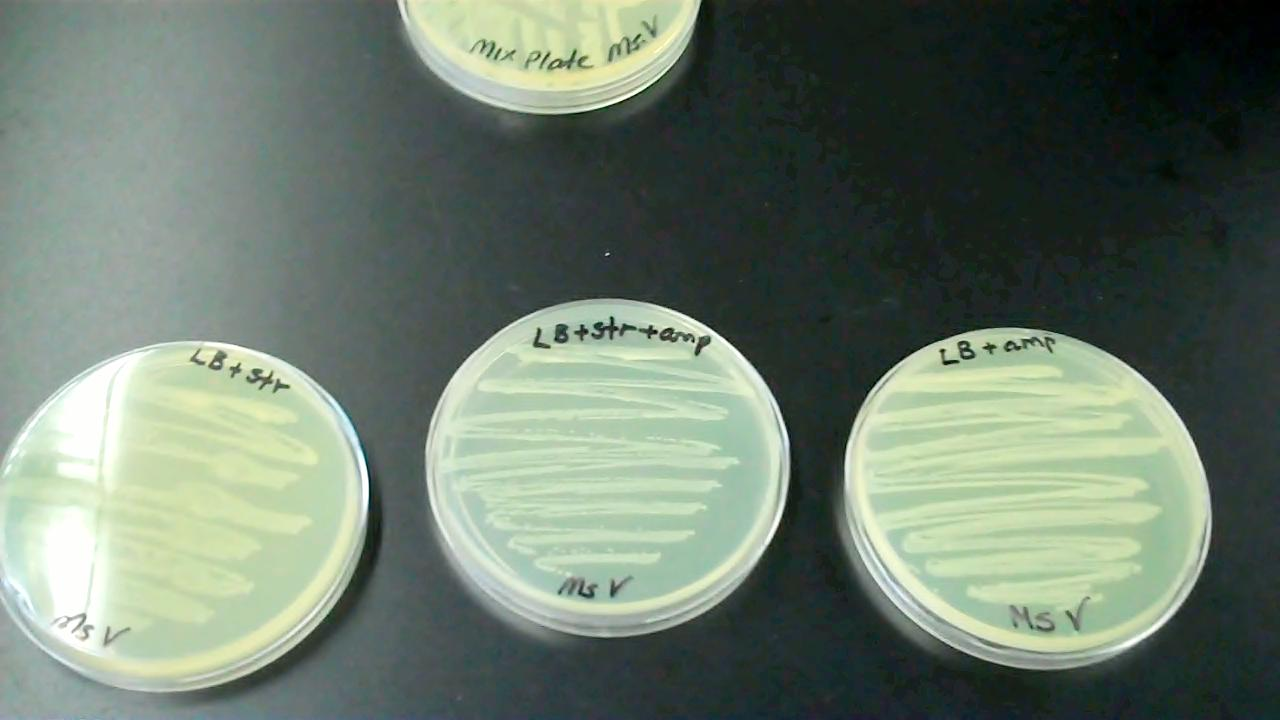 Mix Plate Ms.V
LB+str
Ms V
LB+str+amp
Ms V
LB+amp
Ms V